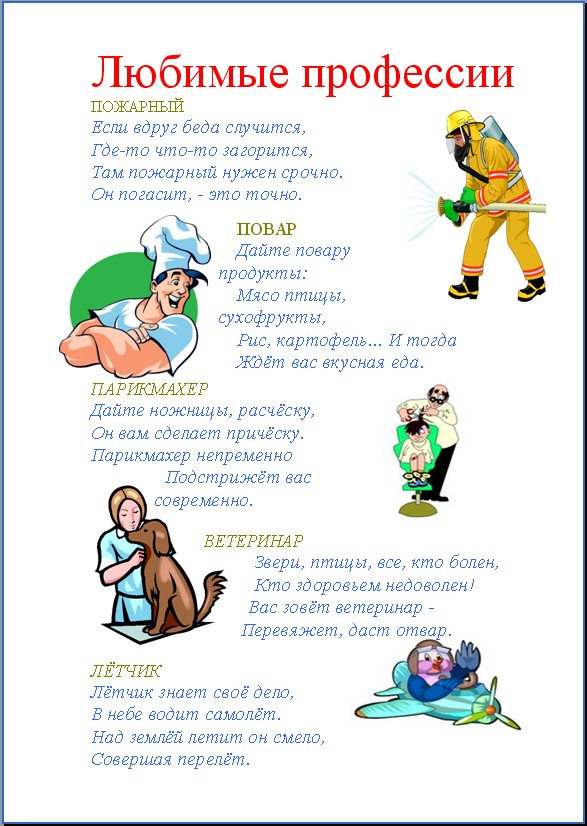 Любимые профессии
ПОЖАРНЫЙ
Если вдруг беда случится,
Где-то что-то загорится,
Там пожарный нужен срочно.
Он погасит, - это точно.
ПОВАР
Дайте повару
продукты:
Мясо птицы,
сухофрукты,
Рис, картофель... И тогда
Ждёт вас вкусная еда.
ПАРИКМАХЕР
Дайте ножницы, расчёску,
Он вам сделает причёску.
Парикмахер непременно
Подстрижёт вас
современно.
ВЕТЕРИНАР
Звери, птицы, все, кто болен,
Кто здоровьем недоволен!
Вас зовёт ветеринар -
Перевяжет, даст отвар.
ЛЁТЧИК
Лётчик знает своё дело,
В небе водит самолёт.
Над землёй летит он смело,
Совершая перелёт.